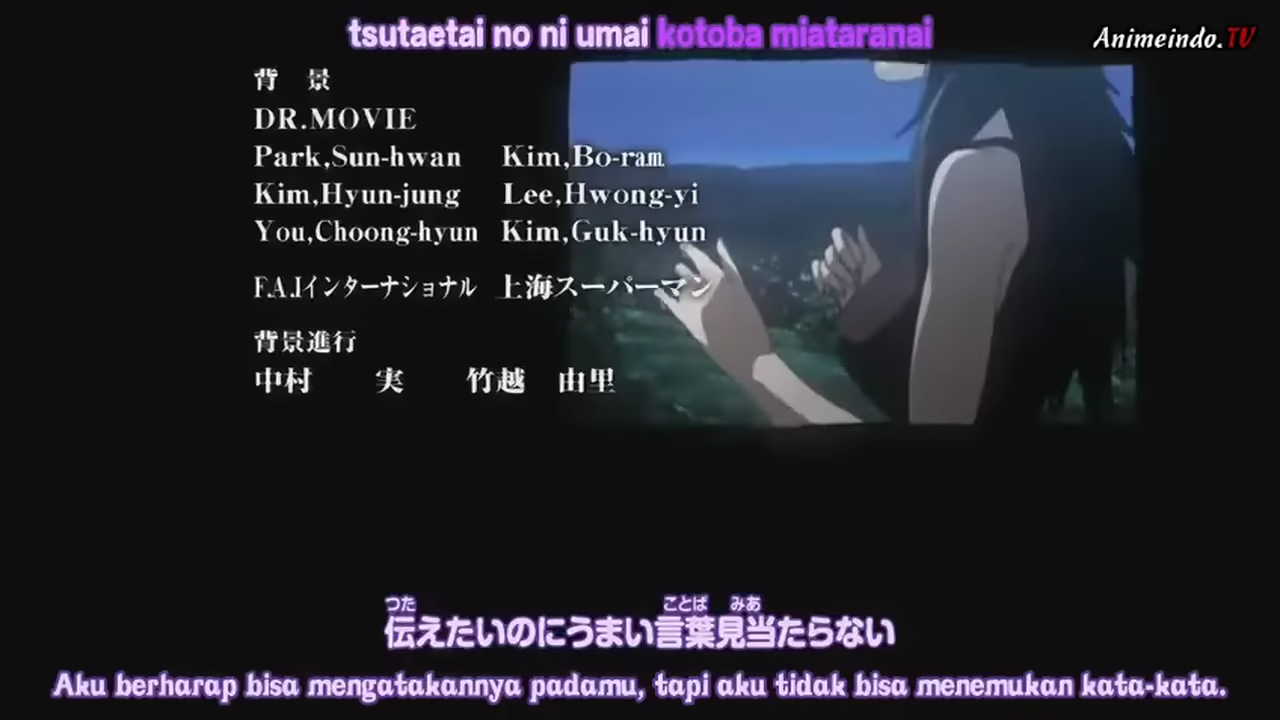 tsutaetai no ni umai kotoba miataranai
Animeindo.TV
背 景
DR.MOVIE
Park,Sun-hwan Kim,Bo-ram
Kim,Hyun-jung Lee,Hwong-yi
You,Choong-hyun Kim,Guk-hyun
F.A.Iインターナショナル 上海スーパーマン
背景進行
中村 実 竹越 由里
つた ことば みあ
伝えたいのにうまい言葉見当たらない
Aku berharap bisa mengatakannya padamu, tapi aku tidak bisa menemukan kata-kata.